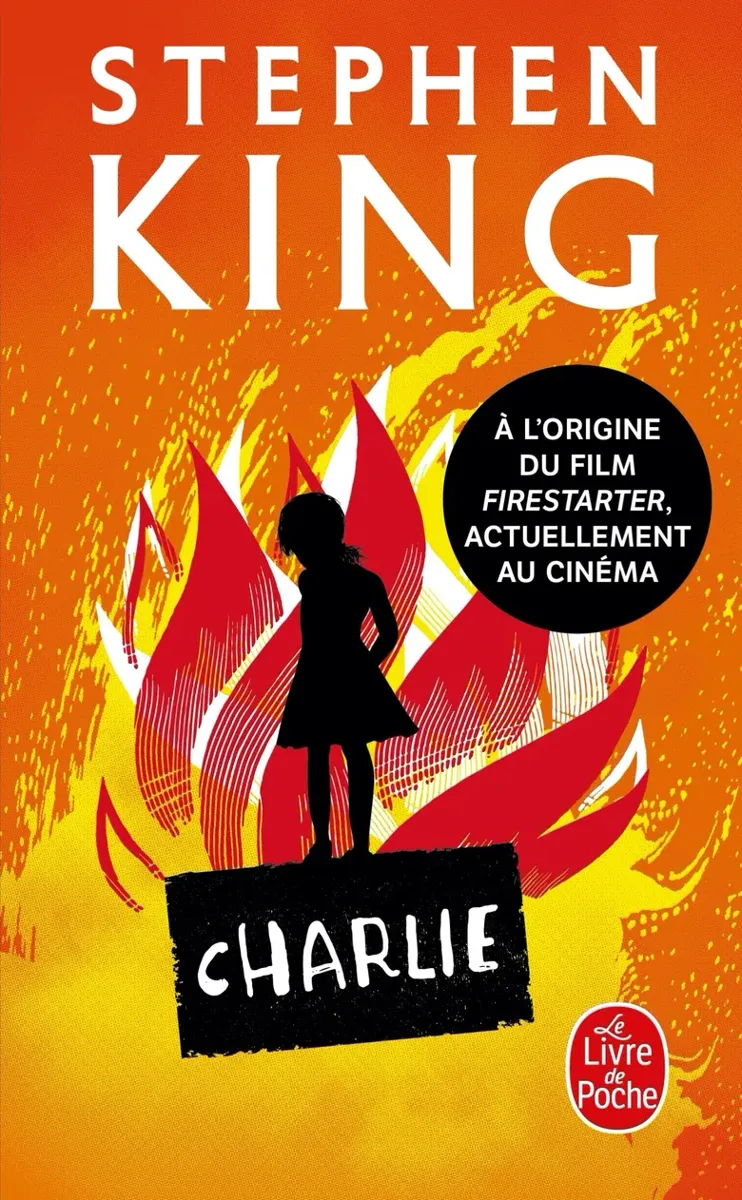 STEPHEN
KING
À L'ORIGINE
DU FILM
FIRESTARTER,
ACTUELLEMENT
AU CINÉMA
CHARLIE
Le
Livre
de
Poche